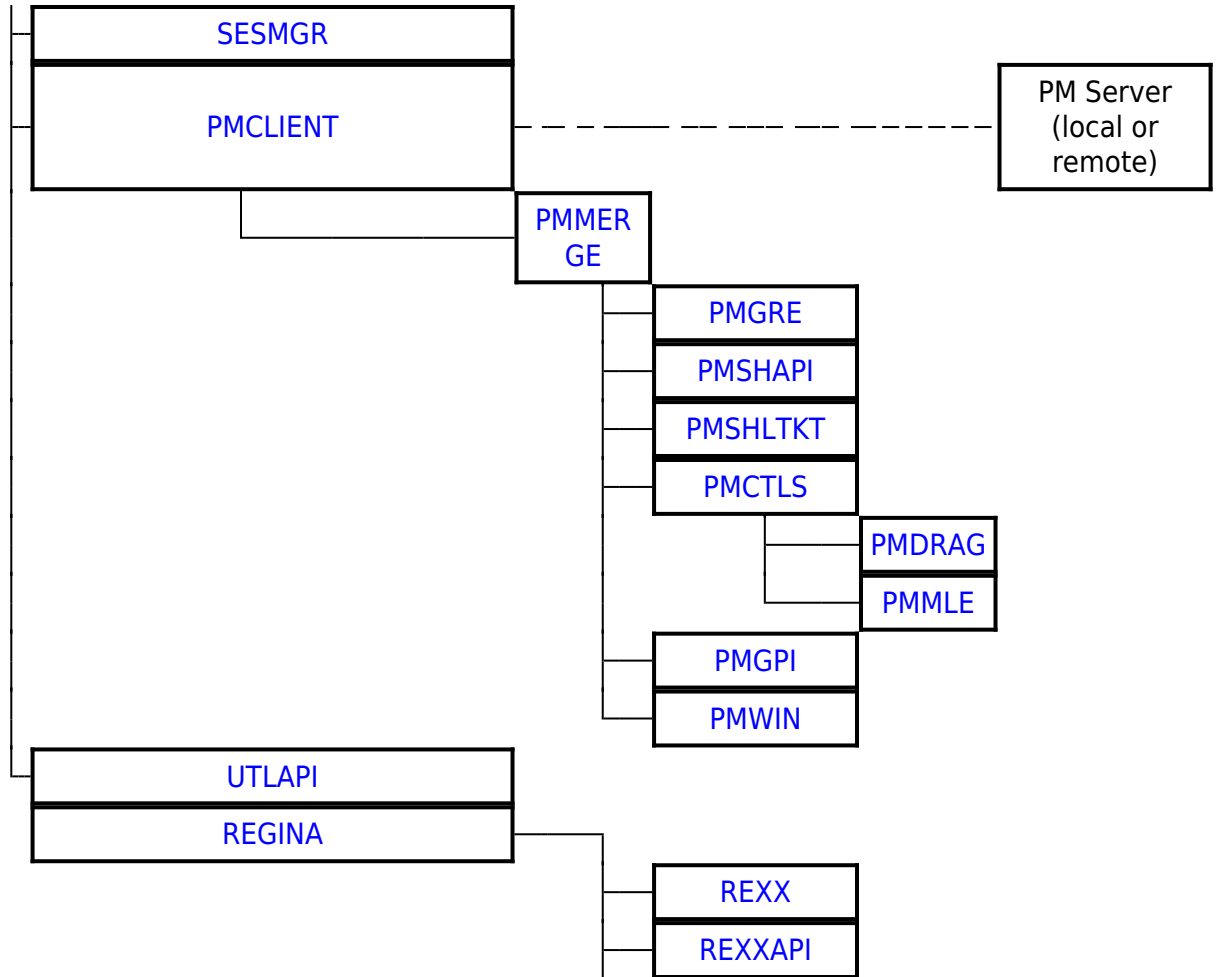 SESMGR
PMCLIENT
PM Server
(local or
remote)
PMMER
GE
PMGRE
PMSHAPI
PMSHLTKT
PMCTLS
PMDRAG
PMMLE
PMGPI
PMWIN
UTLAPI
REGINA
REXX
REXXAPI